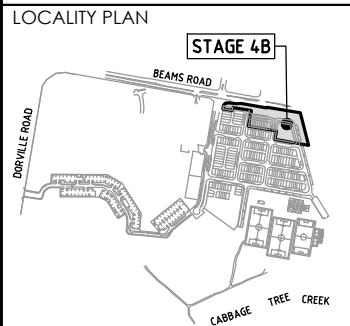 LOCALITY PLAN
STAGE 4B
BEAMS ROAD
DORVILLE ROAD
CABBAGE TREE CREEK